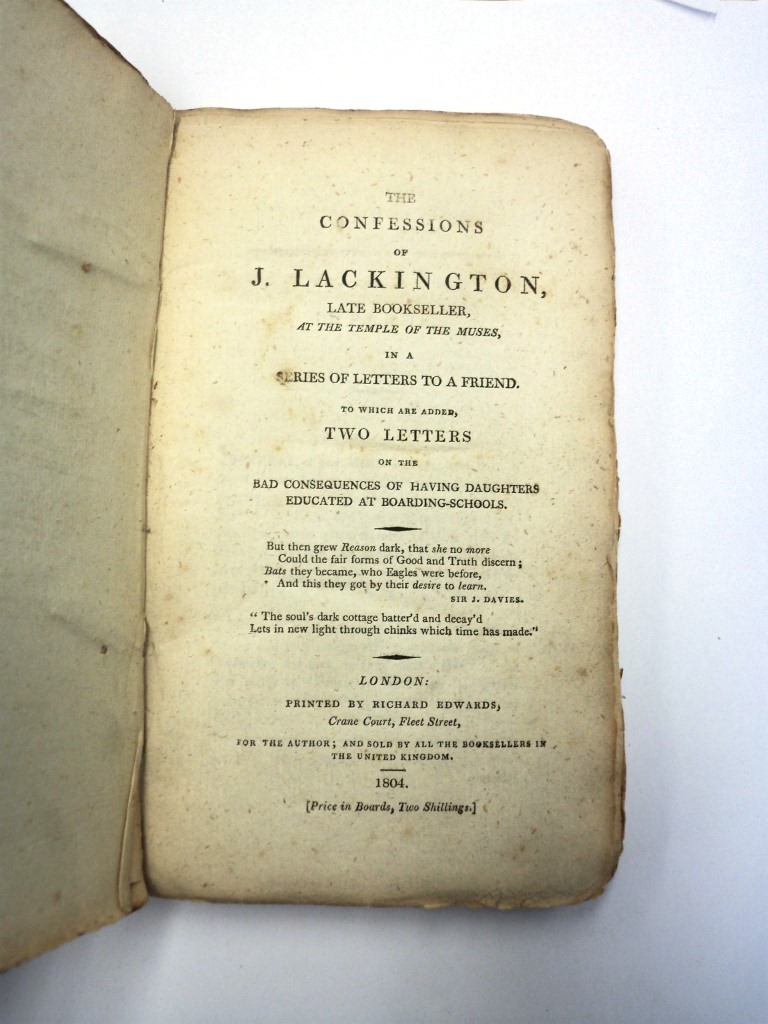 THE
CONFESSIONS
OF
J. LACKINGTON,
LATE BOOKSELLER,
AT THE TEMPLE OF THE MUSES,
IN A
SERIES OF LETTERS TO A FRIEND.
TO WHICH ARE ADDED,
TWO LETTERS
ON THE
BAD CONSEQUENCES OF HAVING DAUGHTERS
EDUCATED AT BOARDING-SCHOOLS.
But then grew Reason dark, that she no more
Could the fair forms of Good and Truth discern;
Bats they became, who Eagles were before,
And this they got by their desire to learn.
SIR J. DAVIES.
" The soul's dark cottage batter'd and decay'd
Lets in new light through chinks which time has made."
LONDON:
PRINTED BY RICHARD EDWARDS,
Crane Court, Fleet Street,
FOR THE AUTHOR; AND SOLD BY ALL THE BOOKSELLERS IN
THE UNITED KINGDOM.
1804.
[Price in Boards, Two Shillings.]